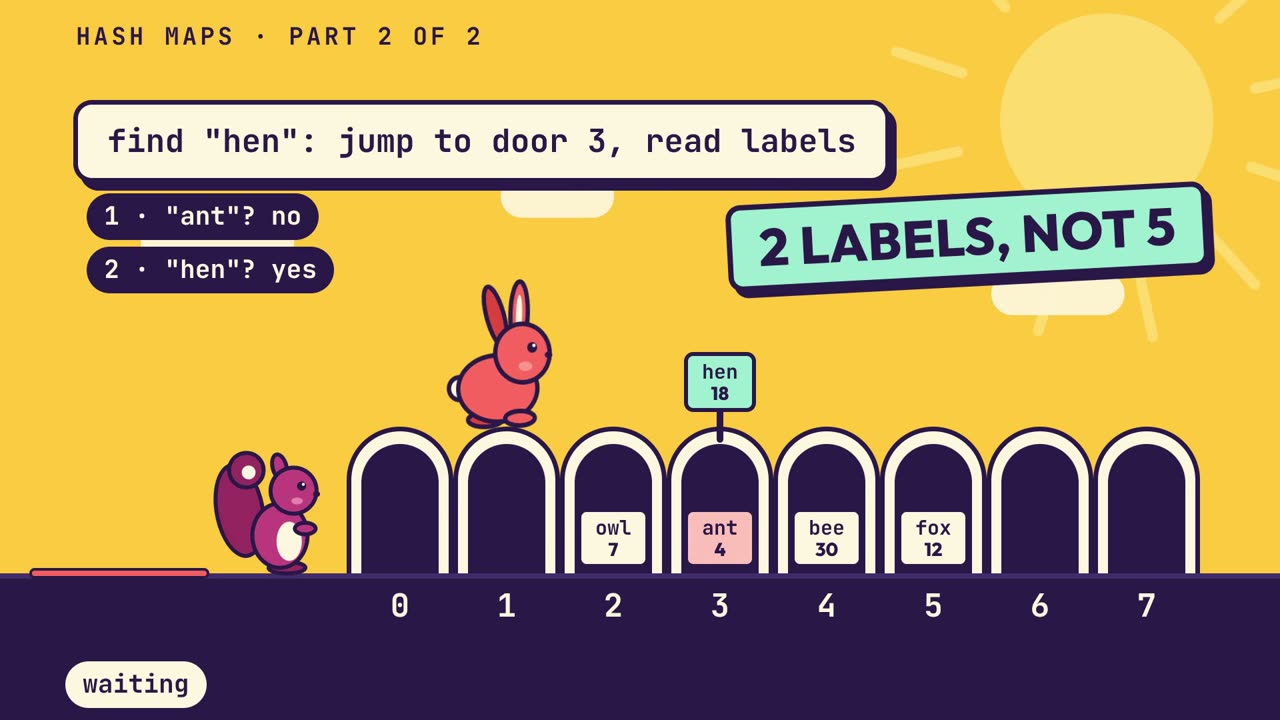 HASH MAPS · PART 2 OF 2
find "hen": jump to door 3, read labels
1 · "ant"? no
2 · "hen"? yes
2 LABELS, NOT 5
hen
18
owl
7
ant
4
bee
30
fox
12
0 1 2 3 4 5 6 7
waiting